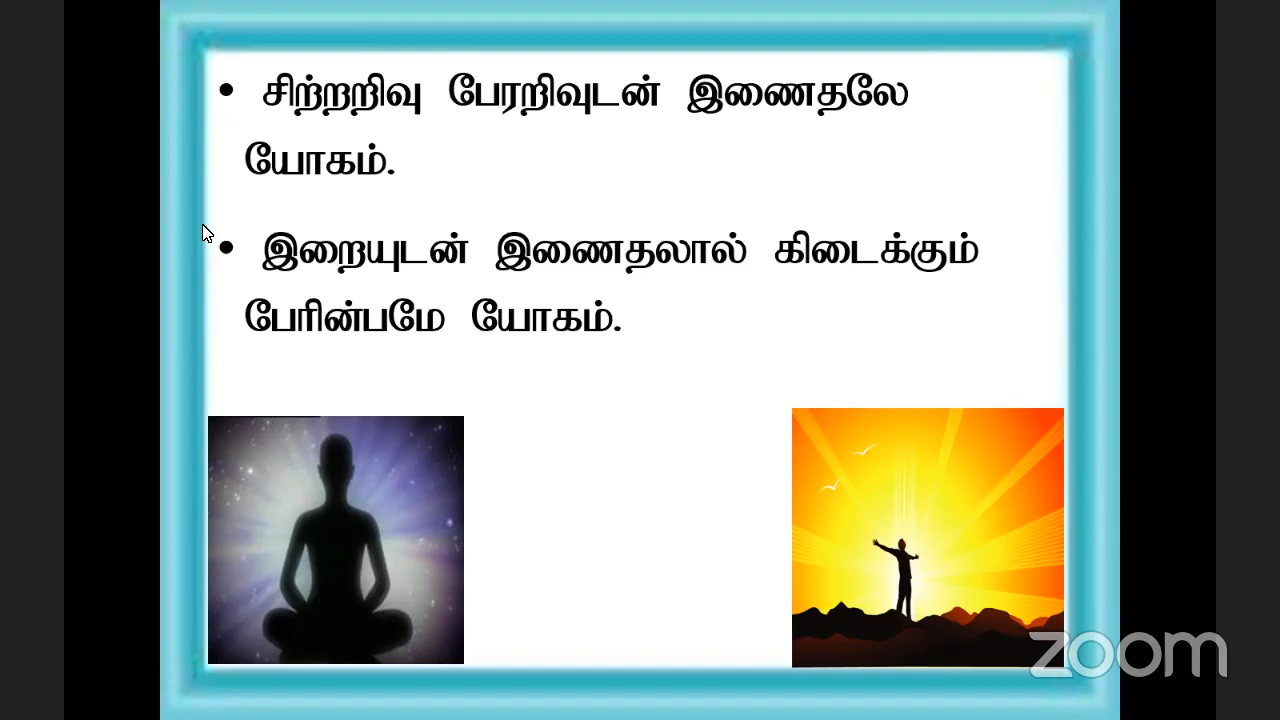 • சிற்றறிவு பேரறிவுடன் இணைதலே
யோகம்.
• இறையுடன் இணைதலால் கிடைக்கும்
பேரின்பமே யோகம்.
zoom